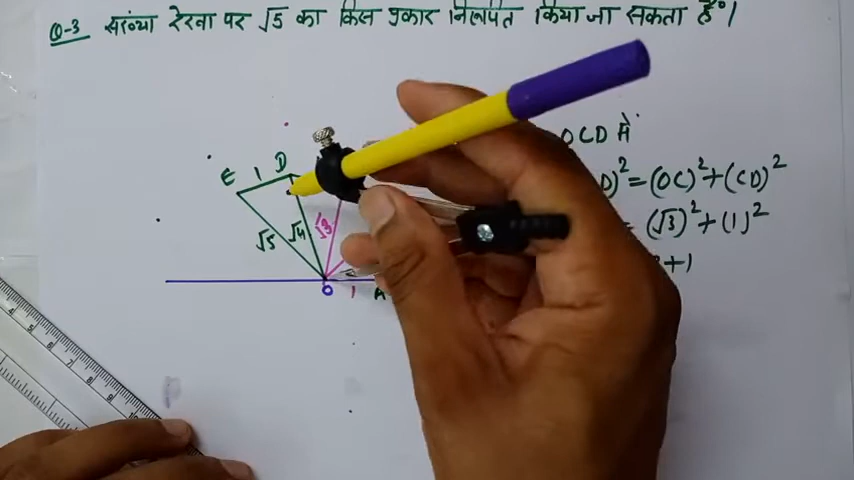 Q-3 संख्या रेखा पर √5 का किस प्रकार निरूपित किया जा सकता है?
OCD में
D)²=(OC)²+(CD)²
= (√3)²+(1)²
+1
E 1 D
√5 √4 √3
O 1 A